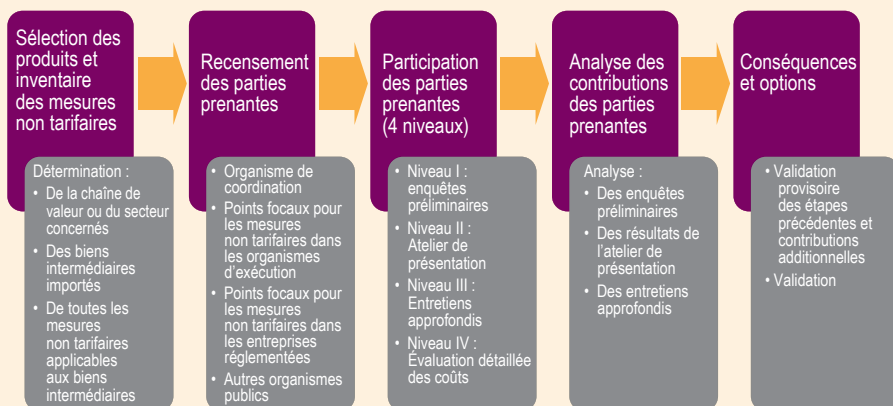 Sélection des
produits et
inventaire
des mesures
non tarifaires
Détermination :
• De la chaîne de
valeur ou du secteur
concernés
• Des biens
intermédiaires
importés
• De toutes les
mesures
non tarifaires
applicables
aux biens
intermédiaires
Recensement
des parties
prenantes
• Organisme de
coordination
• Points focaux pour
les mesures
non tarifaires dans
les organismes
d'exécution
• Points focaux pour
les mesures
non tarifaires dans
les entreprises
réglementées
• Autres organismes
publics
Participation
des parties
prenantes
(4 niveaux)
• Niveau I :
enquêtes
préliminaires
• Niveau II :
Atelier de
présentation
• Niveau III :
Entretiens
approfondis
• Niveau IV :
Évaluation détaillée
des coûts
Analyse des
contributions
des parties
prenantes
Analyse :
• Des enquêtes
préliminaires
• Des résultats de
l'atelier de
présentation
• Des entretiens
approfondis
Conséquences
et options
• Validation
provisoire
des étapes
précédentes et
contributions
additionnelles
• Validation